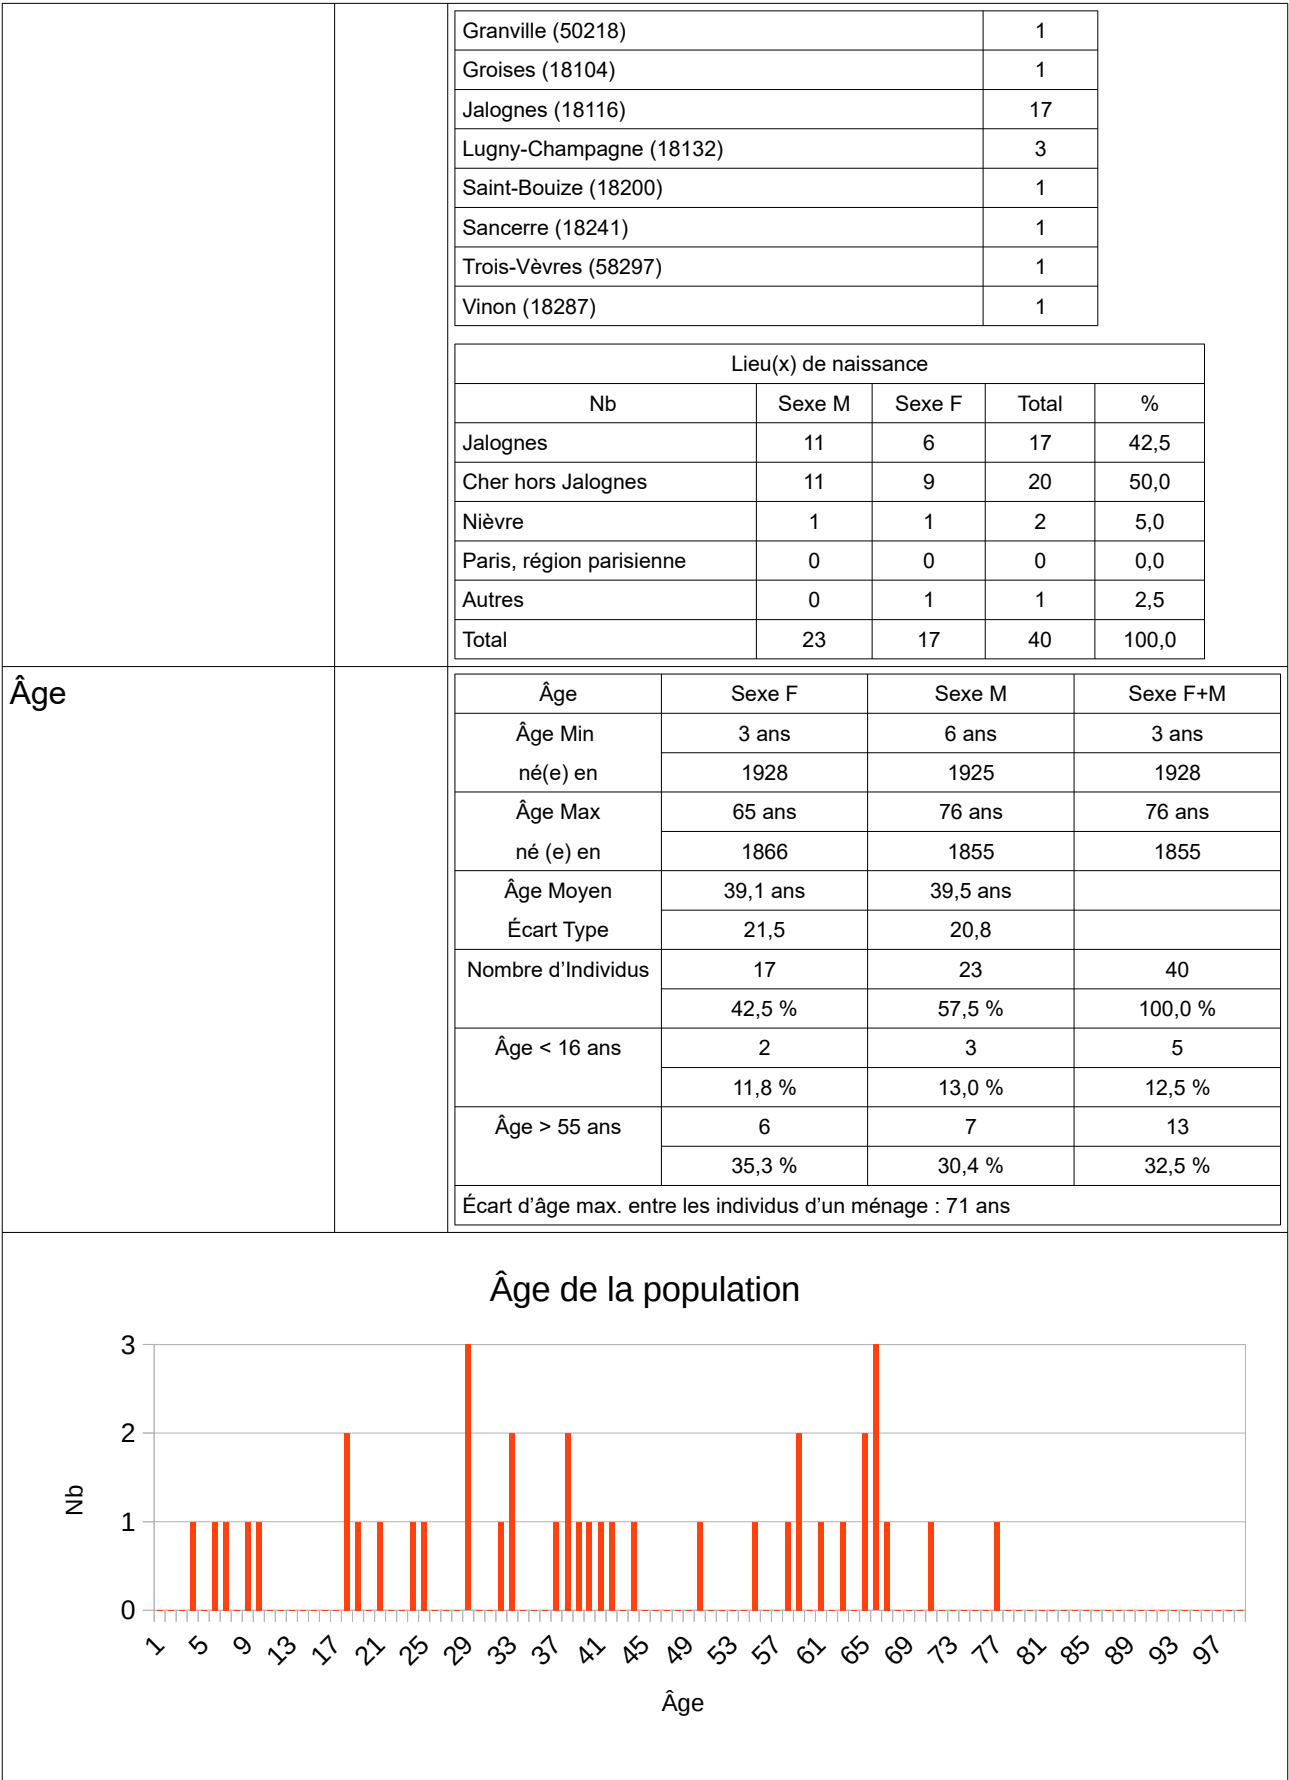 Granville (50218) 1
Groises (18104) 1
Jalognes (18116) 17
Lugny-Champagne (18132) 3
Saint-Bouize (18200) 1
Sancerre (18241) 1
Trois-Vèvres (58297) 1
Vinon (18287) 1
Lieu(x) de naissance
Nb Sexe M Sexe F Total %
Jalognes 11 6 17 42,5
Cher hors Jalognes 11 9 20 50,0
Nièvre 1 1 2 5,0
Paris, région parisienne 0 0 0 0,0
Autres 0 1 1 2,5
Total 23 17 40 100,0
Âge
Âge Sexe F Sexe M Sexe F+M
Âge Min 3 ans 6 ans 3 ans
né(e) en 1928 1925 1928
Âge Max 65 ans 76 ans 76 ans
né (e) en 1866 1855 1855
Âge Moyen 39,1 ans 39,5 ans
Écart Type 21,5 20,8
Nombre d’Individus 17 23 40
42,5 % 57,5 % 100,0 %
Âge < 16 ans 2 3 5
11,8 % 13,0 % 12,5 %
Âge > 55 ans 6 7 13
35,3 % 30,4 % 32,5 %
Écart d’âge max. entre les individus d’un ménage : 71 ans
Âge de la population
3
2
1
0
Nb
1 5 9 13 17 21 25 29 33 37 41 45 49 53 57 61 65 69 73 77 81 85 89 93 97
Âge